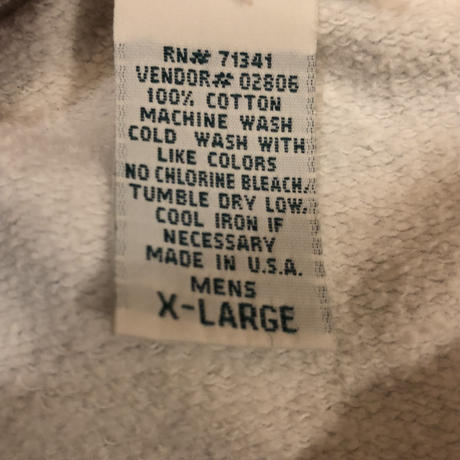 RN# 71341
VENDOR# 02806
100% COTTON
MACHINE WASH
COLD WASH WITH
LIKE COLORS
NO CHLORINE BLEACH.
TUMBLE DRY LOW.
COOL IRON IF
NECESSARY
MADE IN U.S.A.
MENS
X-LARGE